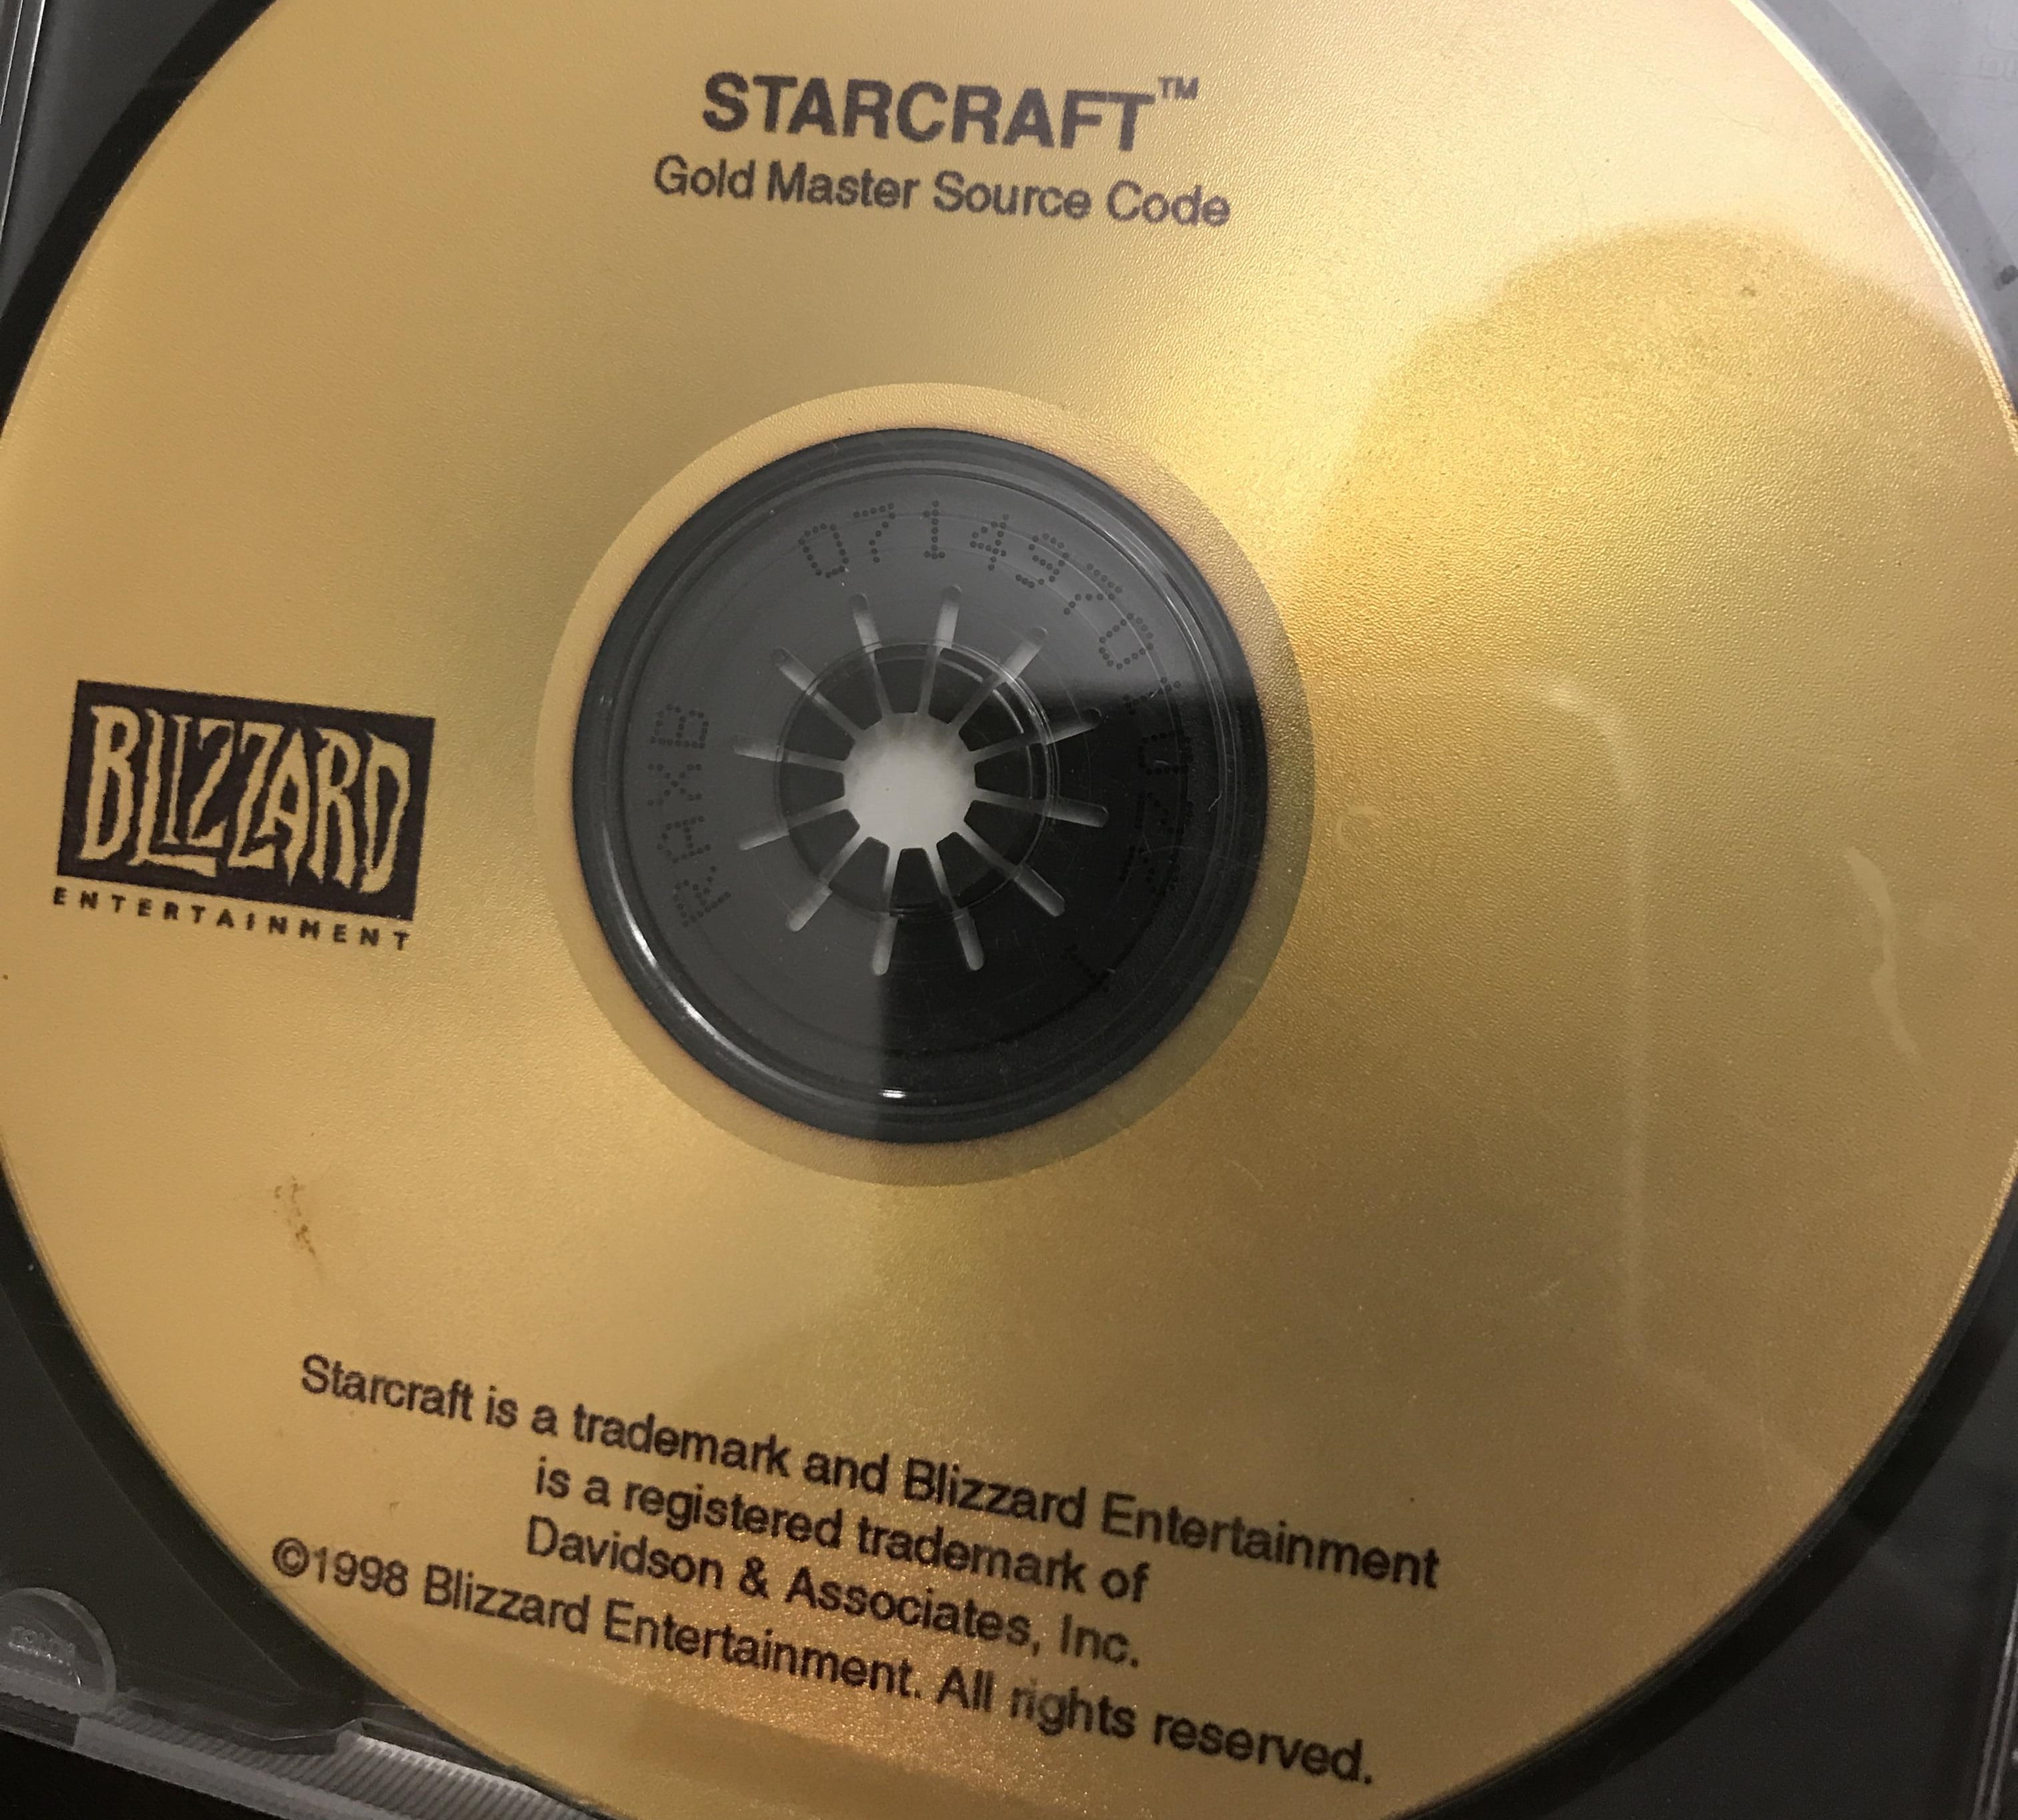 STARCRAFT™
Gold Master Source Code
BLIZZARD
ENTERTAINMENT
RAXB
Starcraft is a trademark and Blizzard Entertainment
is a registered trademark of
Davidson & Associates, Inc.
©1998 Blizzard Entertainment. All rights reserved.